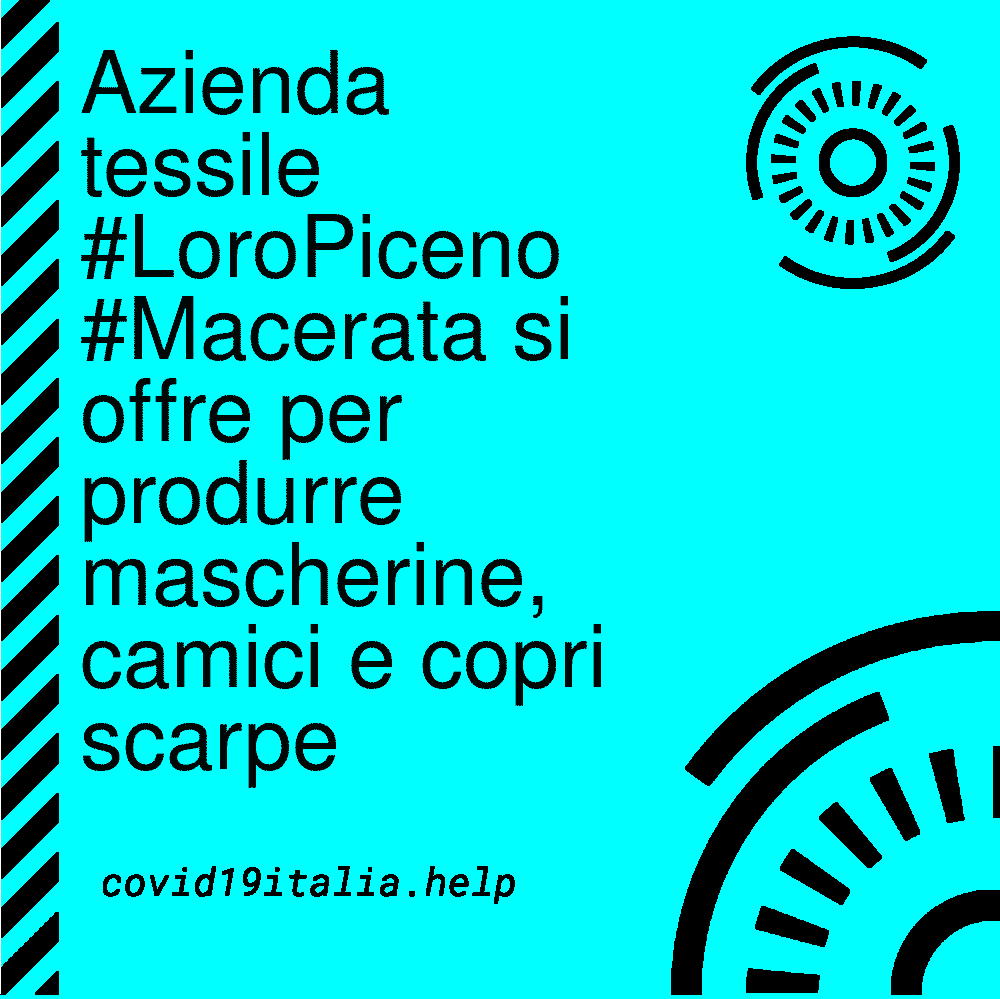 Azienda
tessile
#LoroPiceno
#Macerata si
offre per
produrre
mascherine,
camici e copri
scarpe
covid19italia.help